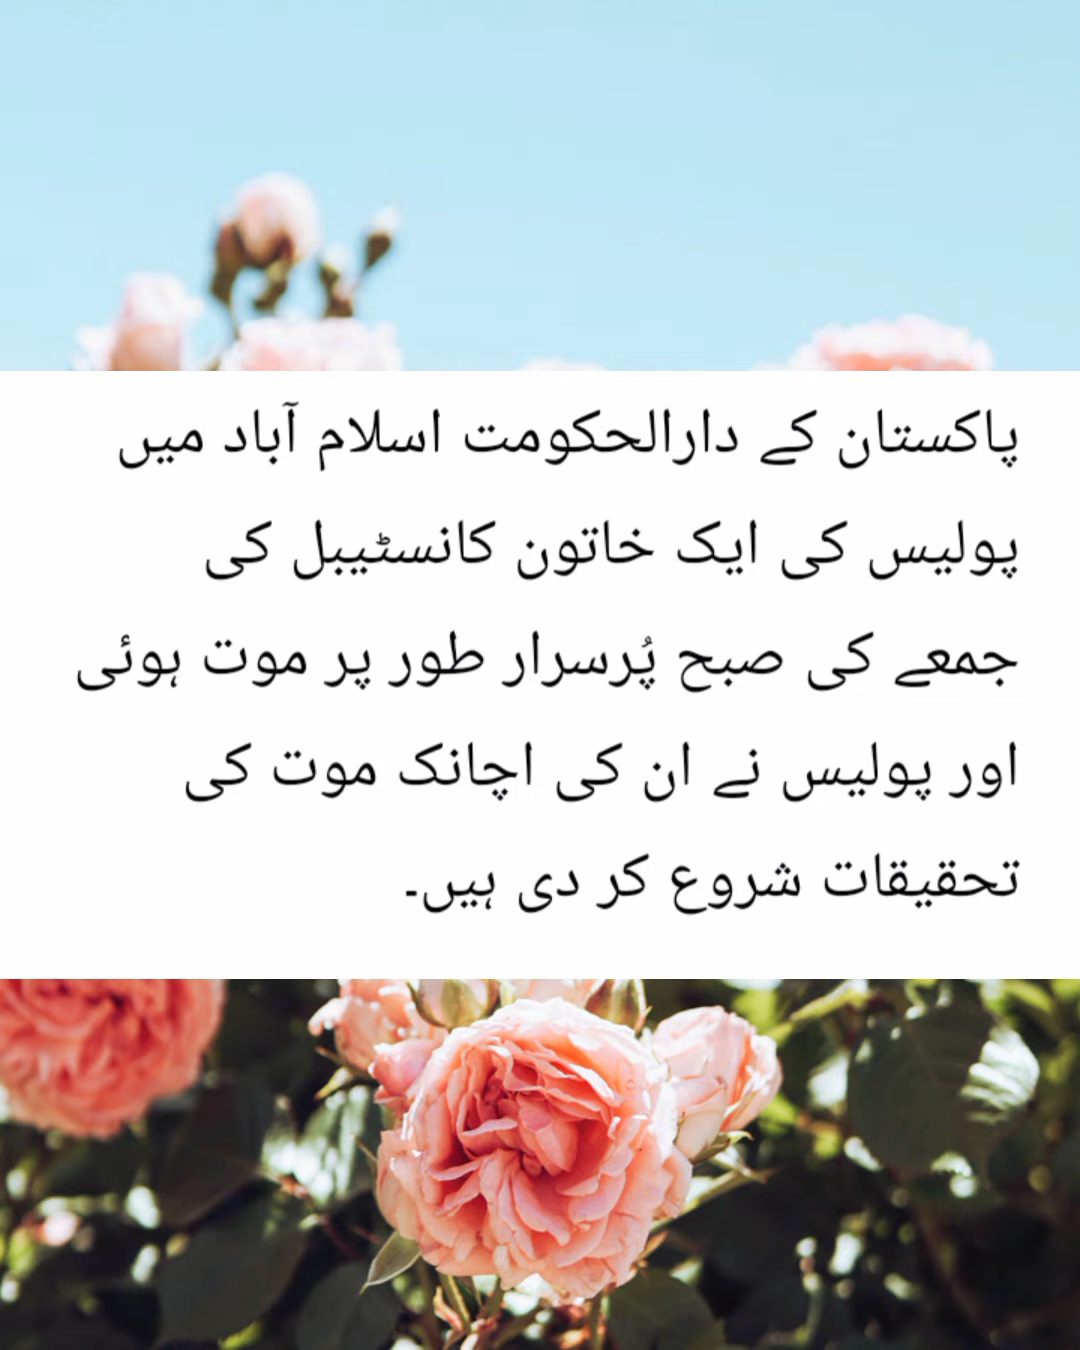 پاکستان کے دارالحکومت اسلام آباد میں
پولیس کی ایک خاتون کانسٹیبل کی
جمعے کی صبح پُرسرار طور پر موت ہوئی
اور پولیس نے ان کی اچانک موت کی
تحقیقات شروع کر دی ہیں۔